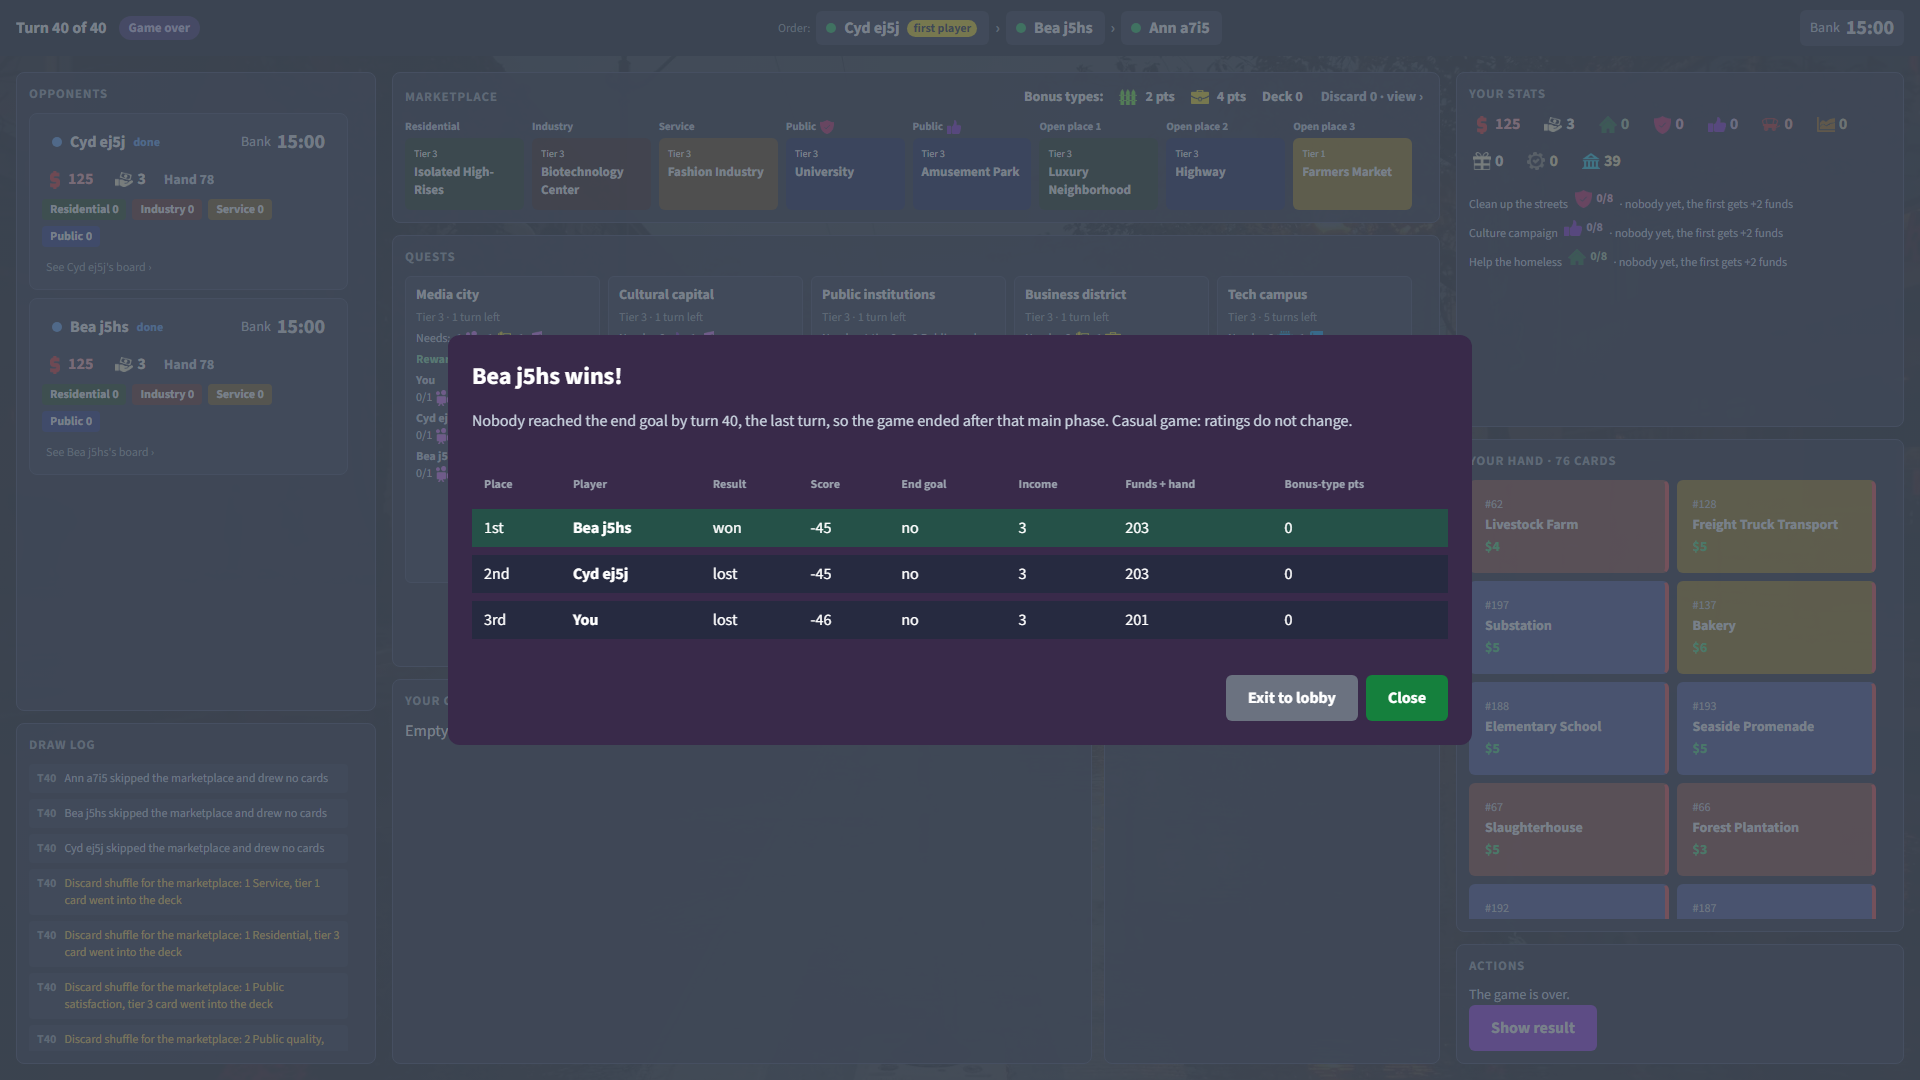 Turn 40 of 40 Game over
Order: Cyd ej5j first player › Bea j5hs › Ann a7i5
Bank 15:00
OPPONENTS
Cyd ej5j done Bank 15:00
$ 125 3 Hand 78
Residential 0 Industry 0 Service 0
Public 0
See Cyd ej5j's board ›
Bea j5hs done Bank 15:00
$ 125 3 Hand 78
Residential 0 Industry 0 Service 0
Public 0
See Bea j5hs's board ›
DRAW LOG
T40 Ann a7i5 skipped the marketplace and drew no cards
T40 Bea j5hs skipped the marketplace and drew no cards
T40 Cyd ej5j skipped the marketplace and drew no cards
T40 Discard shuffle for the marketplace: 1 Service, tier 1
card went into the deck
T40 Discard shuffle for the marketplace: 1 Residential, tier 3
card went into the deck
T40 Discard shuffle for the marketplace: 1 Public
satisfaction, tier 3 card went into the deck
T40 Discard shuffle for the marketplace: 2 Public quality,
MARKETPLACE
Bonus types: 2 pts 4 pts Deck 0 Discard 0 · view ›
Residential Industry Service Public Public Open place 1 Open place 2 Open place 3
Tier 3 Tier 3 Tier 3 Tier 3 Tier 3 Tier 3 Tier 3 Tier 1
Isolated High- Biotechnology Fashion Industry University Amusement Park Luxury Highway Farmers Market
Rises Center Neighborhood
QUESTS
Media city Cultural capital Public institutions Business district Tech campus
Tier 3 · 1 turn left Tier 3 · 1 turn left Tier 3 · 1 turn left Tier 3 · 1 turn left Tier 3 · 5 turns left
Needs:
Rewar
You
0/1
Cyd ej
0/1
Bea j5
0/1
YOUR C
Empty
Bea j5hs wins!
Nobody reached the end goal by turn 40, the last turn, so the game ended after that main phase. Casual game: ratings do not change.
Place Player Result Score End goal Income Funds + hand Bonus-type pts
1st Bea j5hs won -45 no 3 203 0
2nd Cyd ej5j lost -45 no 3 203 0
3rd You lost -46 no 3 201 0
Exit to lobby Close
YOUR STATS
$ 125 3 0 0 0 0 0
0 0 39
Clean up the streets 0/8 · nobody yet, the first gets +2 funds
Culture campaign 0/8 · nobody yet, the first gets +2 funds
Help the homeless 0/8 · nobody yet, the first gets +2 funds
YOUR HAND · 76 CARDS
#62 #128
Livestock Farm Freight Truck Transport
$4 $5
#197 #137
Substation Bakery
$5 $6
#188 #193
Elementary School Seaside Promenade
$5 $5
#67 #66
Slaughterhouse Forest Plantation
$5 $3
#192 #187
ACTIONS
The game is over.
Show result